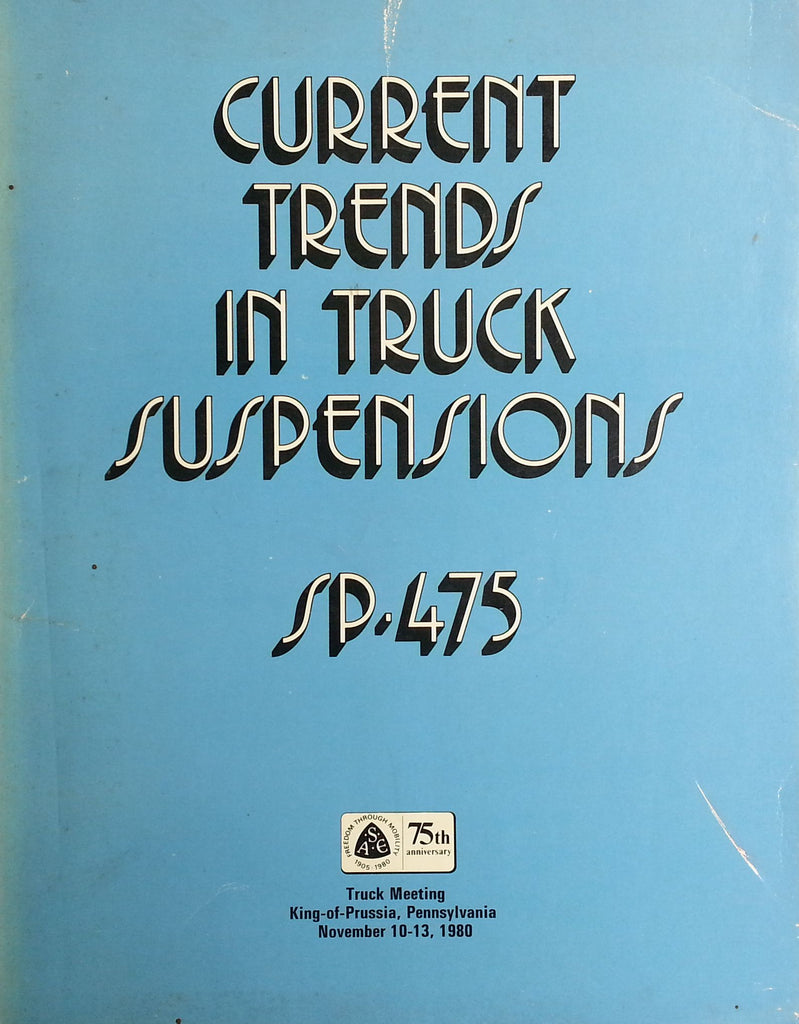 CURRENT
TRENDS
IN TRUCK
SUSPENSIONS
SP-475
FREEDOM THROUGH MOBILITY
S
A E
1905-1980
75th
anniversary
Truck Meeting
King-of-Prussia, Pennsylvania
November 10-13, 1980